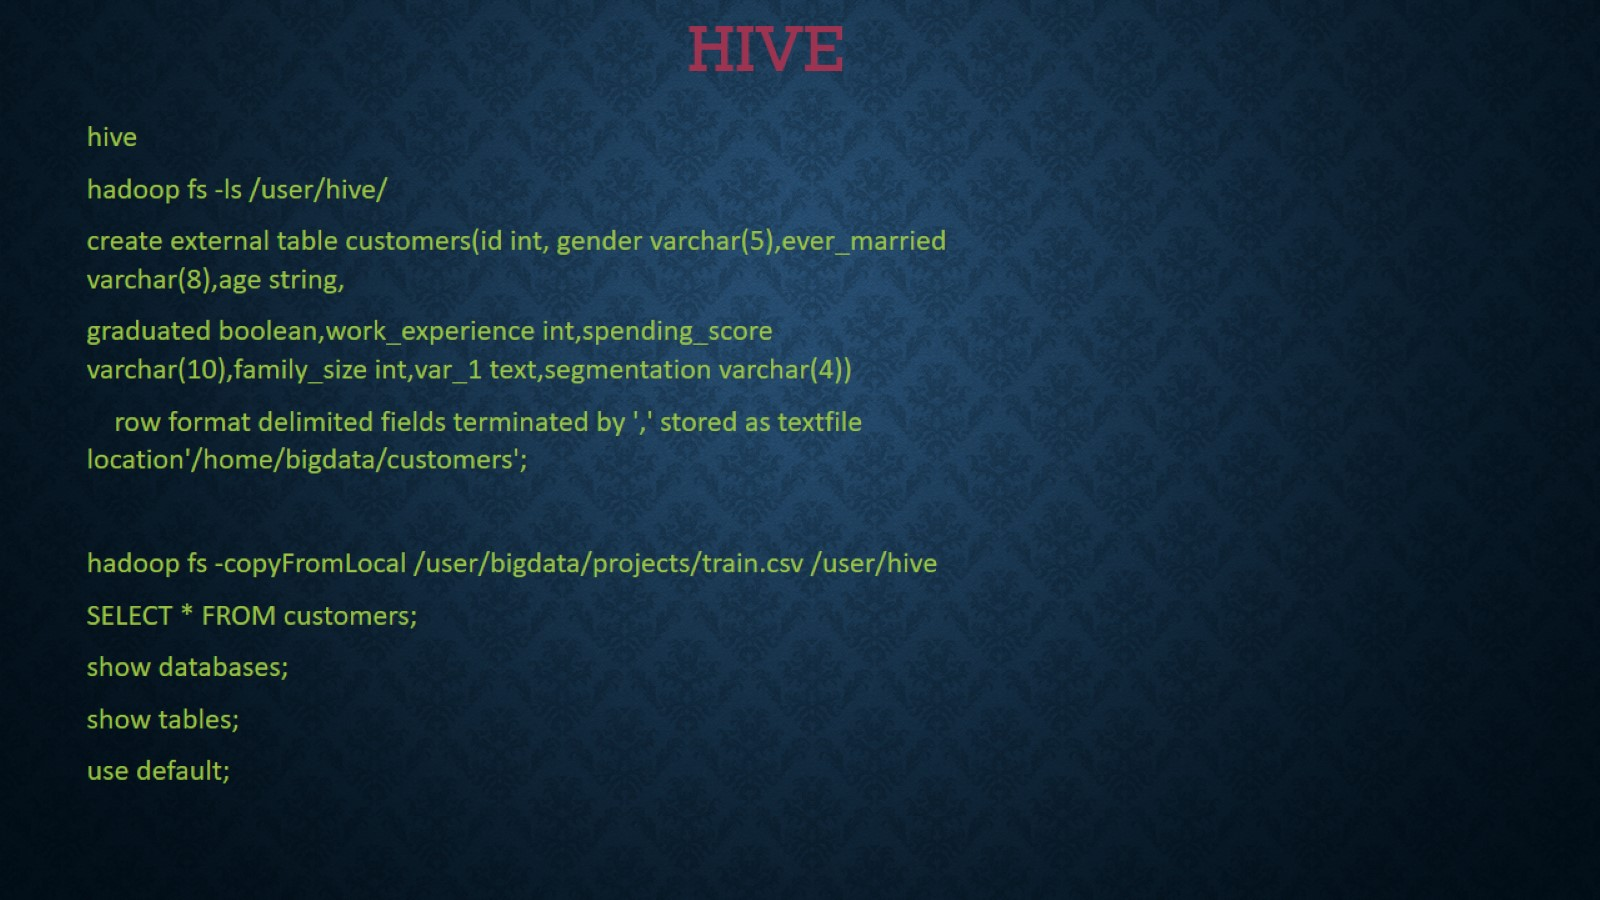 HIVE
hive
hadoop fs -ls /user/hive/
create external table customers(id int, gender varchar(5),ever_married
varchar(8),age string,
graduated boolean,work_experience int,spending_score
varchar(10),family_size int,var_1 text,segmentation varchar(4))
row format delimited fields terminated by ',' stored as textfile
location'/home/bigdata/customers';
hadoop fs -copyFromLocal /user/bigdata/projects/train.csv /user/hive
SELECT * FROM customers;
show databases;
show tables;
use default;